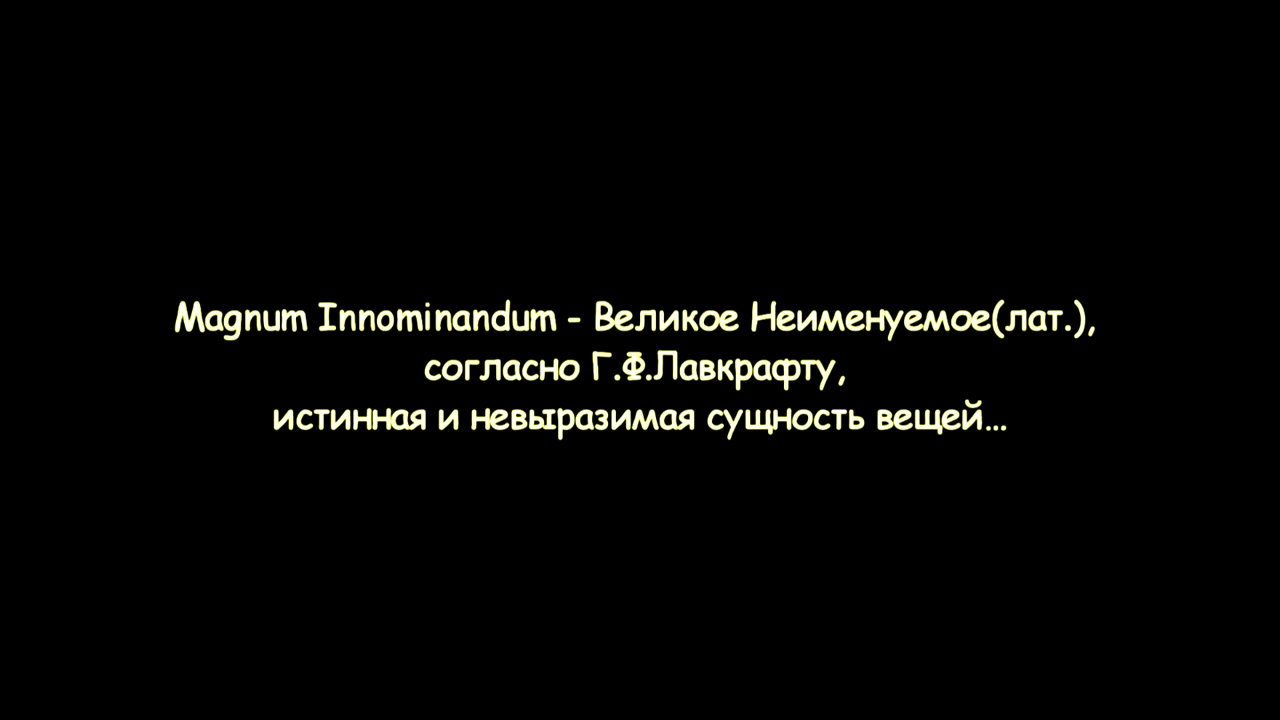 Magnum Innominandum - Великое Неименуемое(лат.),
согласно Г.Ф.Лавкрафту,
истинная и невыразимая сущность вещей...